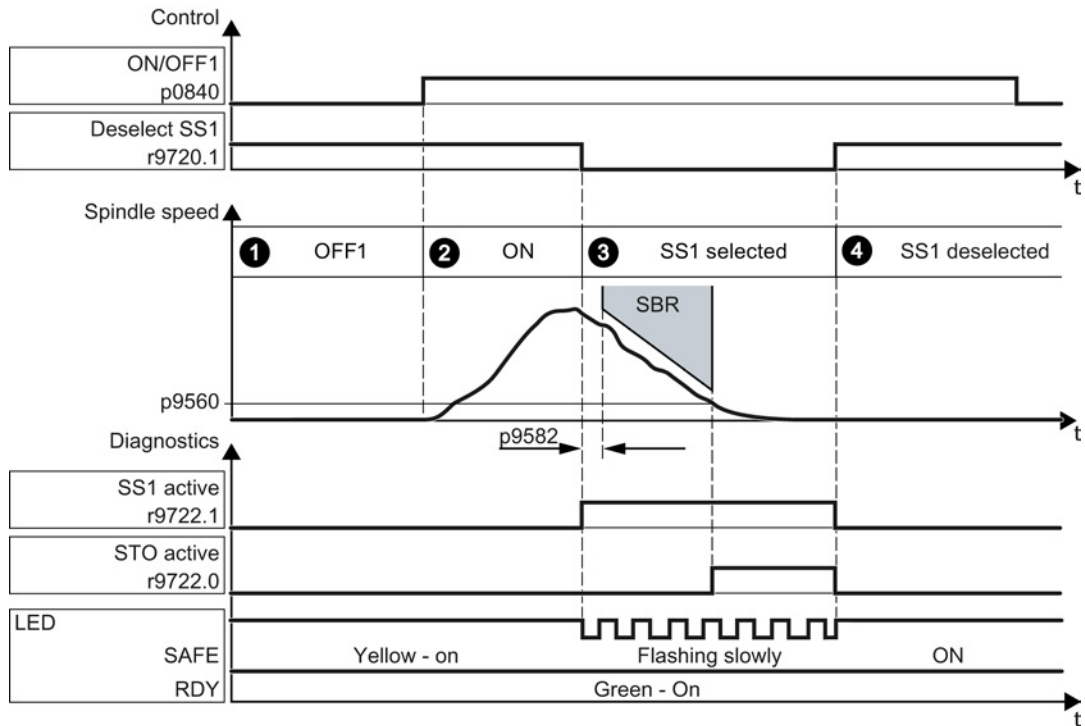 Control
ON/OFF1
p0840
Deselect SS1
r9720.1
t
Spindle speed
1 OFF1 2 ON 3 SS1 selected 4 SS1 deselected
SBR
p9560
t
Diagnostics
p9582
SS1 active
r9722.1
STO active
r9722.0
LED
SAFE Yellow - on Flashing slowly ON
RDY Green - On
t